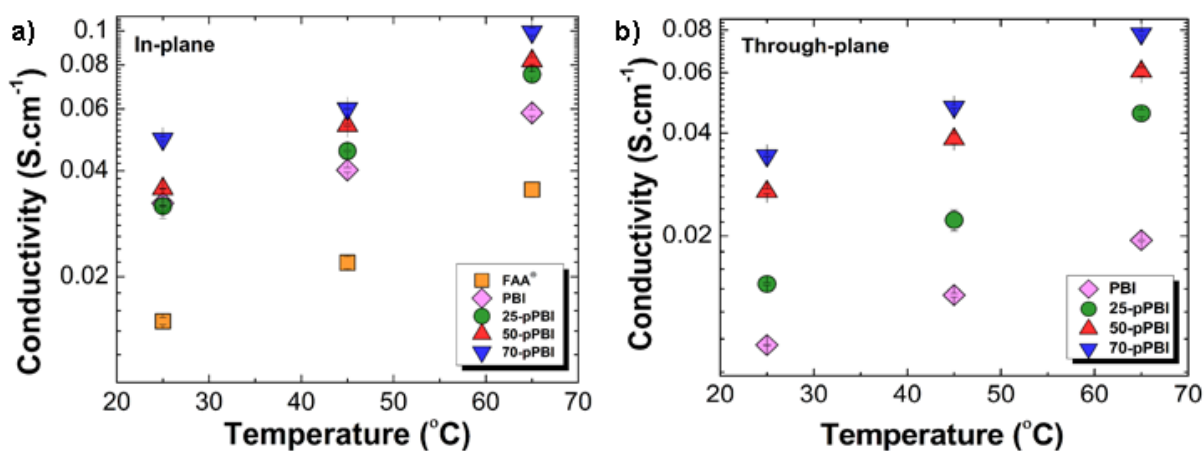 a)
In-plane
Conductivity (S.cm⁻¹)
0.1
0.08
0.06
0.04
0.02
FAA®
PBI
25-pPBI
50-pPBI
70-pPBI
20 30 40 50 60 70
Temperature (°C)
b)
Through-plane
Conductivity (S.cm⁻¹)
0.08
0.06
0.04
0.02
PBI
25-pPBI
50-pPBI
70-pPBI
20 30 40 50 60 70
Temperature (°C)